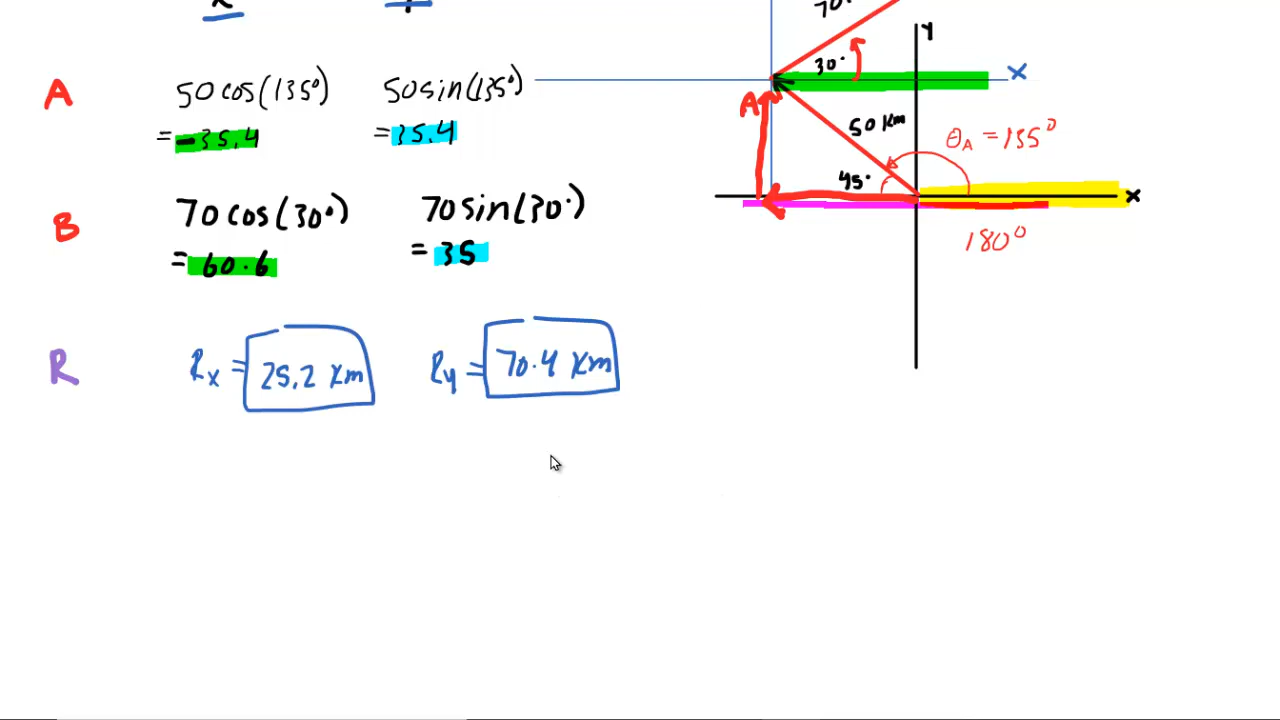 A 50cos(135°) 50sin(135°)
= -35.4 = 35.4
B 70cos(30°) 70sin(30°)
= 60.6 = 35
R Rx = 25.2 Km Ry = 70.4 Km
Y
30°
X
A
50 Km
θA = 135°
45°
X
180°